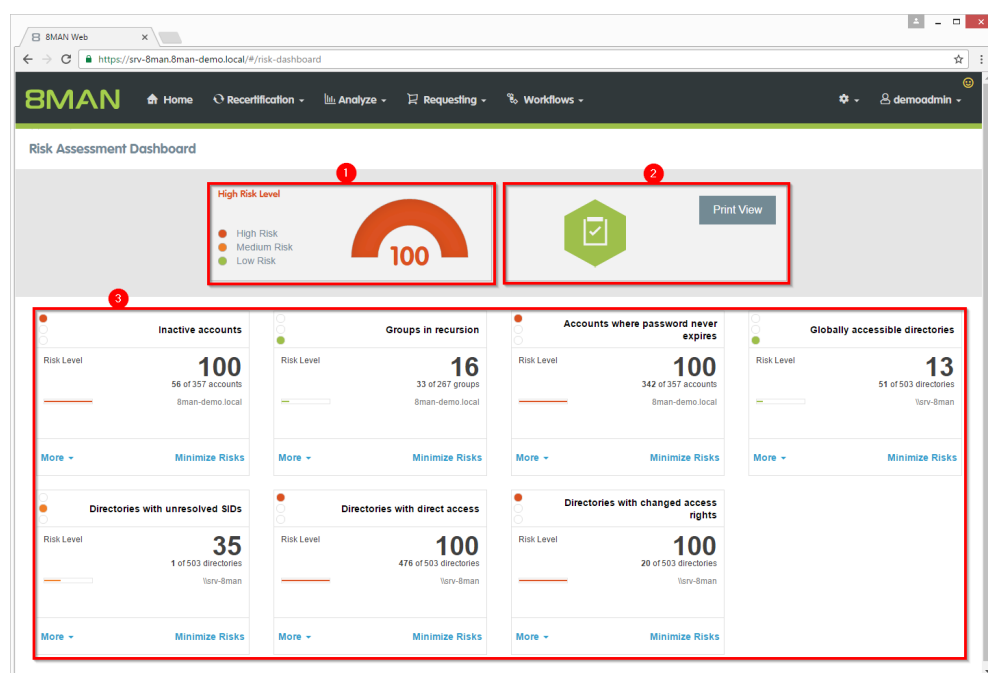 8MAN Web
https://srv-8man.8man-demo.local/#/risk-dashboard
8MAN Home Recertification Analyze Requesting Workflows demoadmin
Risk Assessment Dashboard
1
2
High Risk Level
High Risk
Medium Risk
Low Risk
100
Print View
3
Inactive accounts
Risk Level
100
56 of 357 accounts
8man-demo.local
More
Minimize Risks
Groups in recursion
Risk Level
16
33 of 267 groups
8man-demo.local
More
Minimize Risks
Accounts where password never
expires
Risk Level
100
342 of 357 accounts
8man-demo.local
More
Minimize Risks
Globally accessible directories
Risk Level
13
51 of 503 directories
\\srv-8man
More
Minimize Risks
Directories with unresolved SIDs
Risk Level
35
1 of 503 directories
\\srv-8man
More
Minimize Risks
Directories with direct access
Risk Level
100
476 of 503 directories
\\srv-8man
More
Minimize Risks
Directories with changed access
rights
Risk Level
100
20 of 503 directories
\\srv-8man
More
Minimize Risks